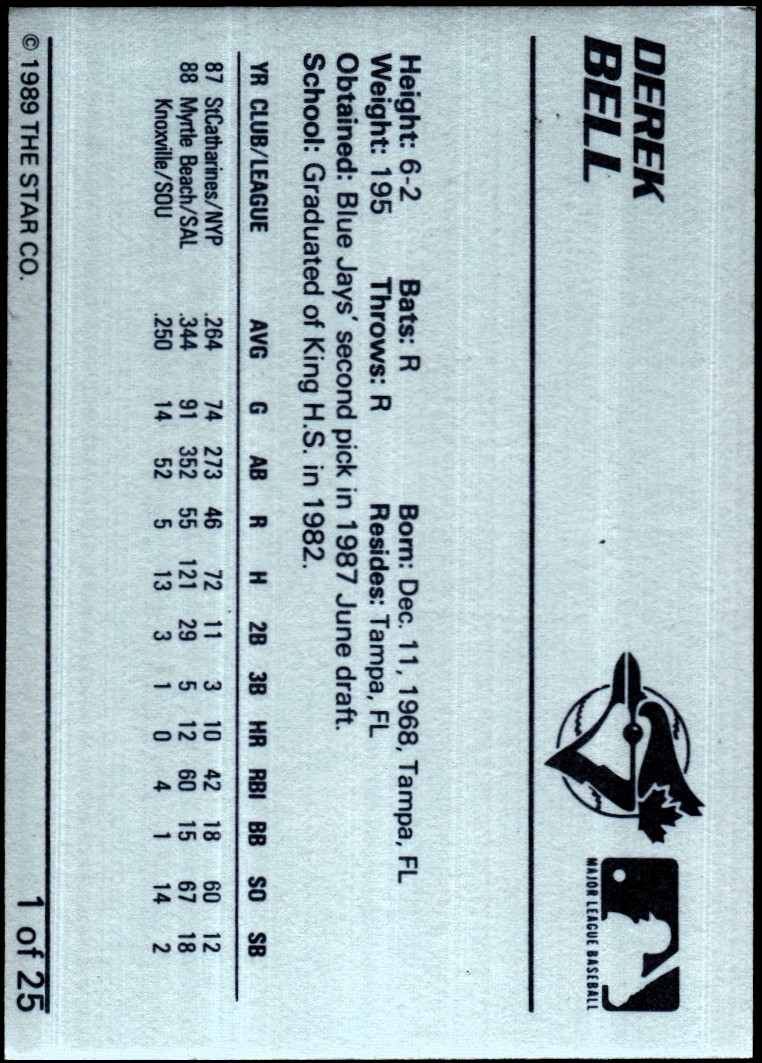 DEREK
BELL
MAJOR LEAGUE BASEBALL
Height: 6-2 Bats: R Born: Dec. 11, 1968, Tampa, FL
Weight: 195 Throws: R Resides: Tampa, FL
Obtained: Blue Jays' second pick in 1987 June draft.
School: Graduated of King H.S. in 1982.
YR CLUB/LEAGUE AVG G AB R H 2B 3B HR RBI BB SO SB
87 StCatharines/NYP .264 74 273 46 72 11 3 10 42 18 60 12
88 Myrtle Beach/SAL .344 91 352 55 121 29 5 12 60 15 67 18
Knoxville/SOU .250 14 52 5 13 3 1 0 4 1 14 2
© 1989 THE STAR CO. 1 of 25